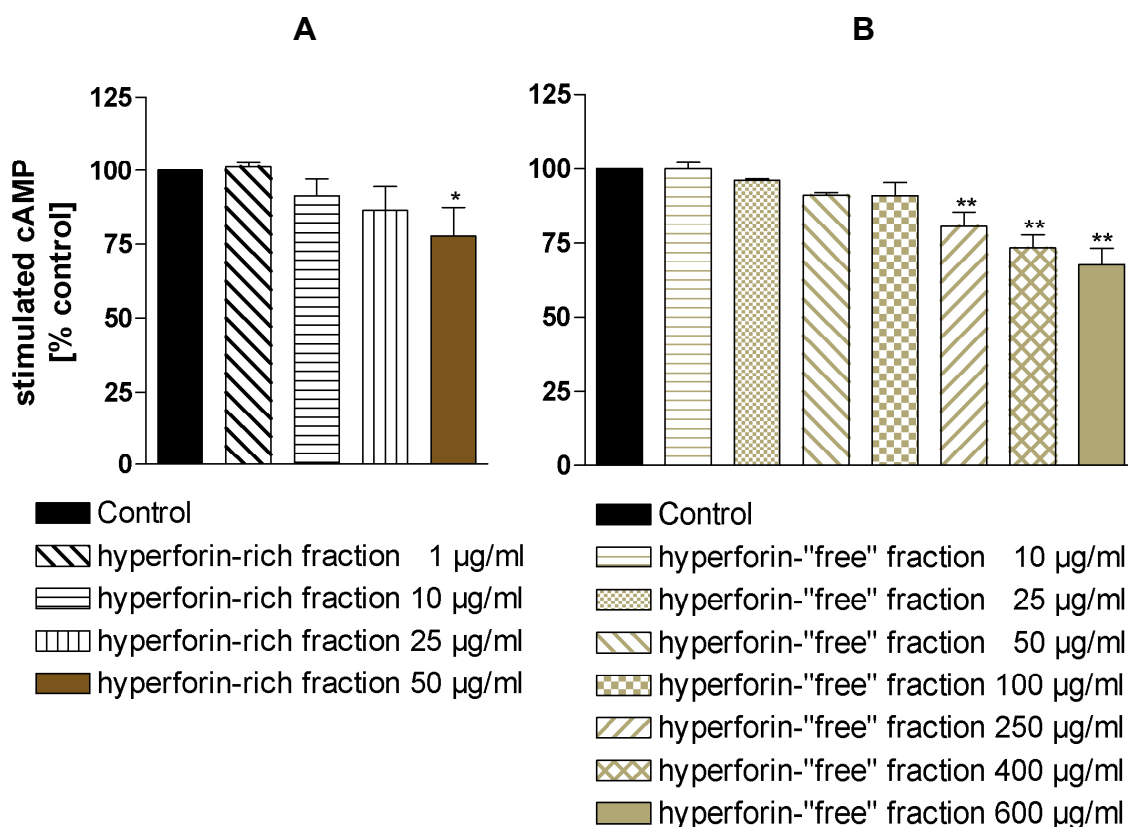 A
125
100
75
50
25
0
stimulated cAMP
[% control]
*
Control
hyperforin-rich fraction 1 µg/ml
hyperforin-rich fraction 10 µg/ml
hyperforin-rich fraction 25 µg/ml
hyperforin-rich fraction 50 µg/ml
B
125
100
75
50
25
0
**
**
**
Control
hyperforin-"free" fraction 10 µg/ml
hyperforin-"free" fraction 25 µg/ml
hyperforin-"free" fraction 50 µg/ml
hyperforin-"free" fraction 100 µg/ml
hyperforin-"free" fraction 250 µg/ml
hyperforin-"free" fraction 400 µg/ml
hyperforin-"free" fraction 600 µg/ml